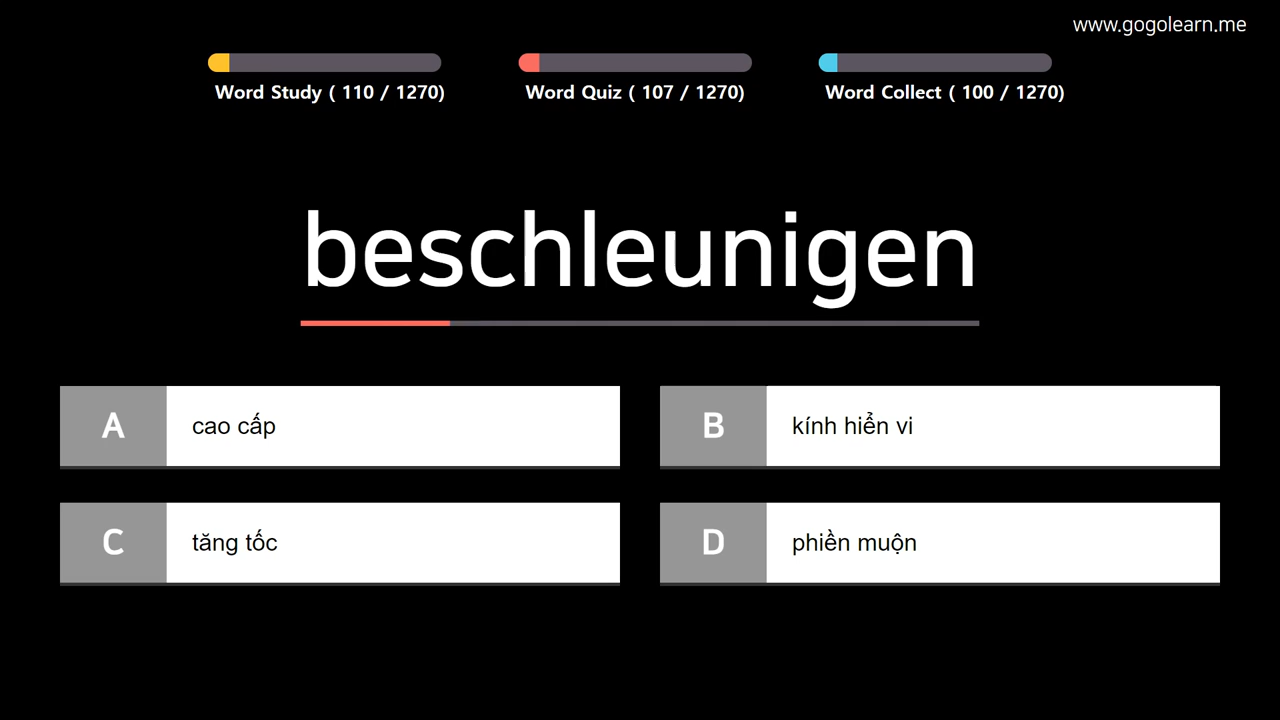 www.gogolearn.me
Word Study ( 110 / 1270)
Word Quiz ( 107 / 1270)
Word Collect ( 100 / 1270)
beschleunigen
A cao cấp
B kính hiển vi
C tăng tốc
D phiền muộn